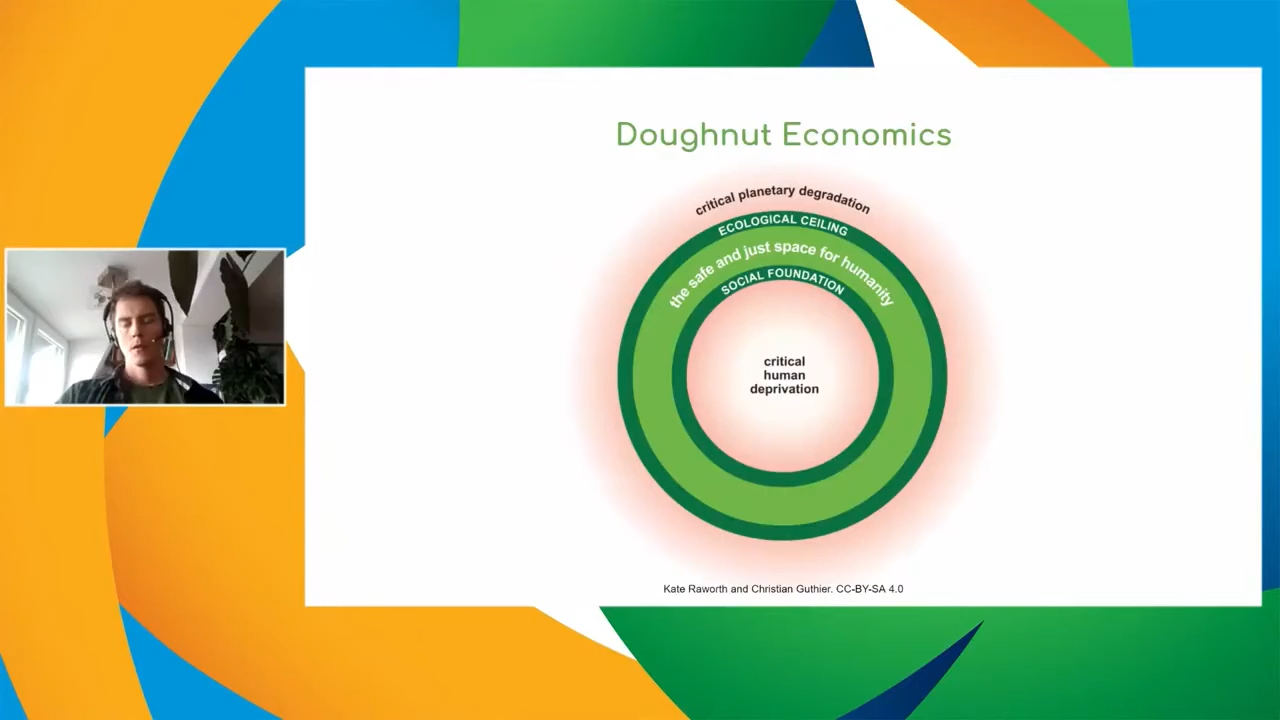 Doughnut Economics
critical planetary degradation
ECOLOGICAL CEILING
the safe and just space for humanity
SOCIAL FOUNDATION
critical
human
deprivation
Kate Raworth and Christian Guthier. CC-BY-SA 4.0